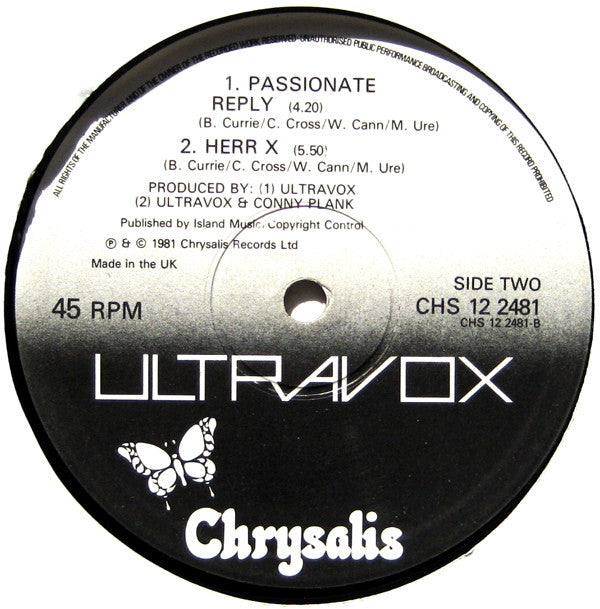 ALL RIGHTS OF THE MANUFACTURER AND OF THE OWNER OF THE RECORDED WORK RESERVED UNAUTHORISED PUBLIC PERFORMANCE BROADCASTING AND COPYING OF THIS RECORD PROHIBITED
1. PASSIONATE
REPLY (4.20)
(B. Currie/C. Cross/W. Cann/M. Ure)
2. HERR X (5.50)
(B. Currie/C. Cross/W. Cann/M. Ure)
PRODUCED BY: (1) ULTRAVOX
(2) ULTRAVOX & CONNY PLANK
Published by Island Music/Copyright Control
℗ & © 1981 Chrysalis Records Ltd
Made in the UK
SIDE TWO
45 RPM CHS 12 2481
CHS 12 2481-B
ULTRAVOX
Chrysalis